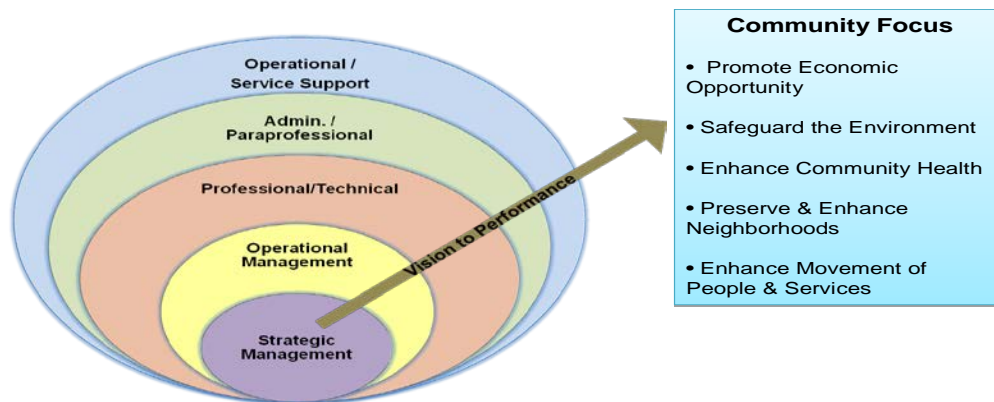 Operational /
Service Support
Admin. /
Paraprofessional
Professional/Technical
Operational
Management
Strategic
Management
Vision to Performance
Community Focus
• Promote Economic
Opportunity
• Safeguard the Environment
• Enhance Community Health
• Preserve & Enhance
Neighborhoods
• Enhance Movement of
People & Services